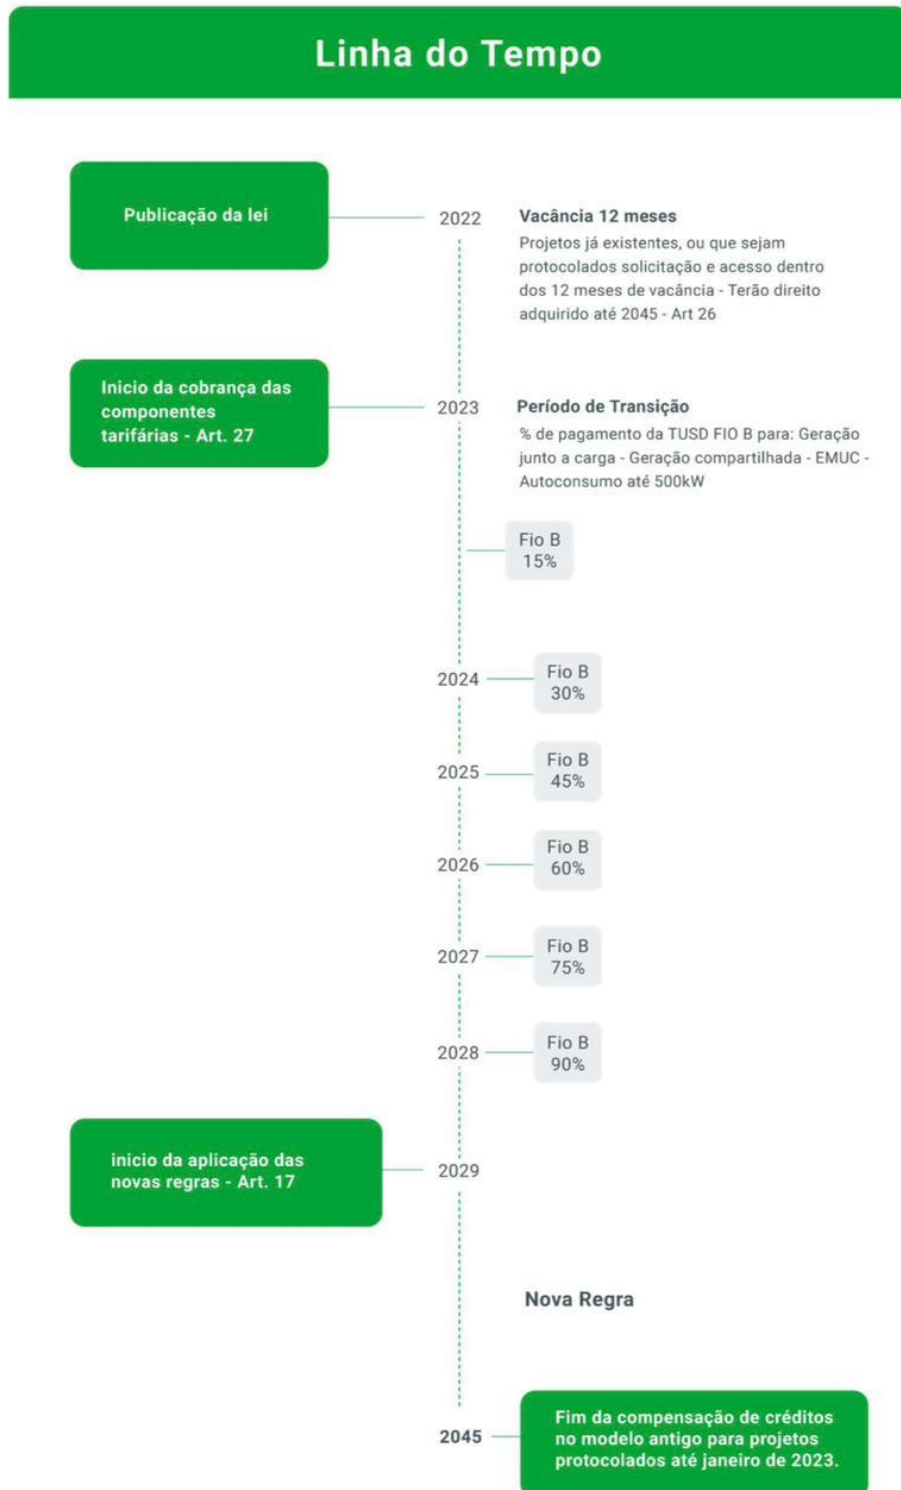 Linha do Tempo
Publicação da lei
2022
Vacância 12 meses
Projetos já existentes, ou que sejam
protocolados solicitação e acesso dentro
dos 12 meses de vacância - Terão direito
adquirido até 2045 - Art 26
Inicio da cobrança das
componentes
tarifárias - Art. 27
2023
Período de Transição
% de pagamento da TUSD FIO B para: Geração
junto a carga - Geração compartilhada - EMUC -
Autoconsumo até 500kW
Fio B
15%
2024
Fio B
30%
2025
Fio B
45%
2026
Fio B
60%
2027
Fio B
75%
2028
Fio B
90%
inicio da aplicação das
novas regras - Art. 17
2029
Nova Regra
2045
Fim da compensação de créditos
no modelo antigo para projetos
protocolados até janeiro de 2023.